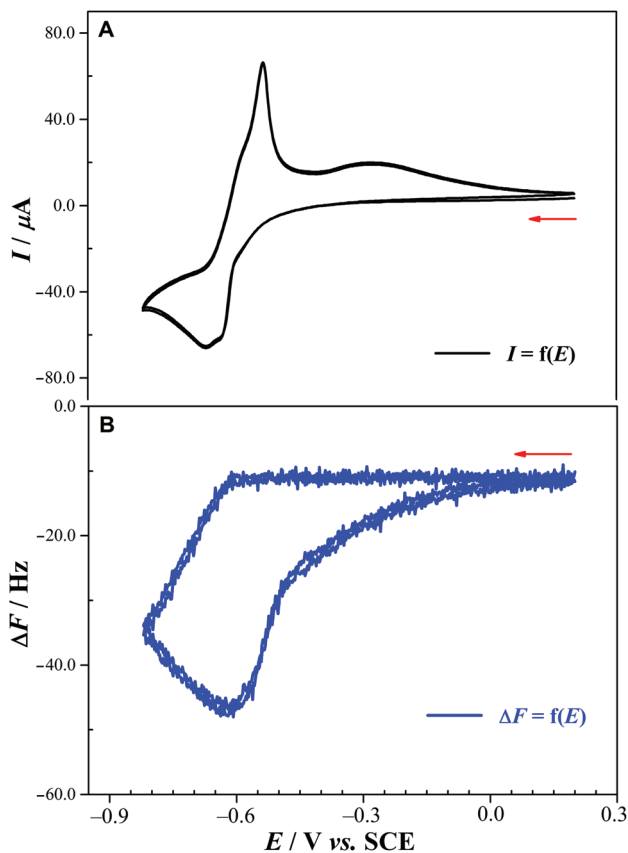 A
80.0
40.0
0.0
−40.0
−80.0
I / μA
I = f(E)
B
0.0
−20.0
−40.0
−60.0
ΔF / Hz
ΔF = f(E)
−0.9 −0.6 −0.3 0.0 0.3
E / V vs. SCE